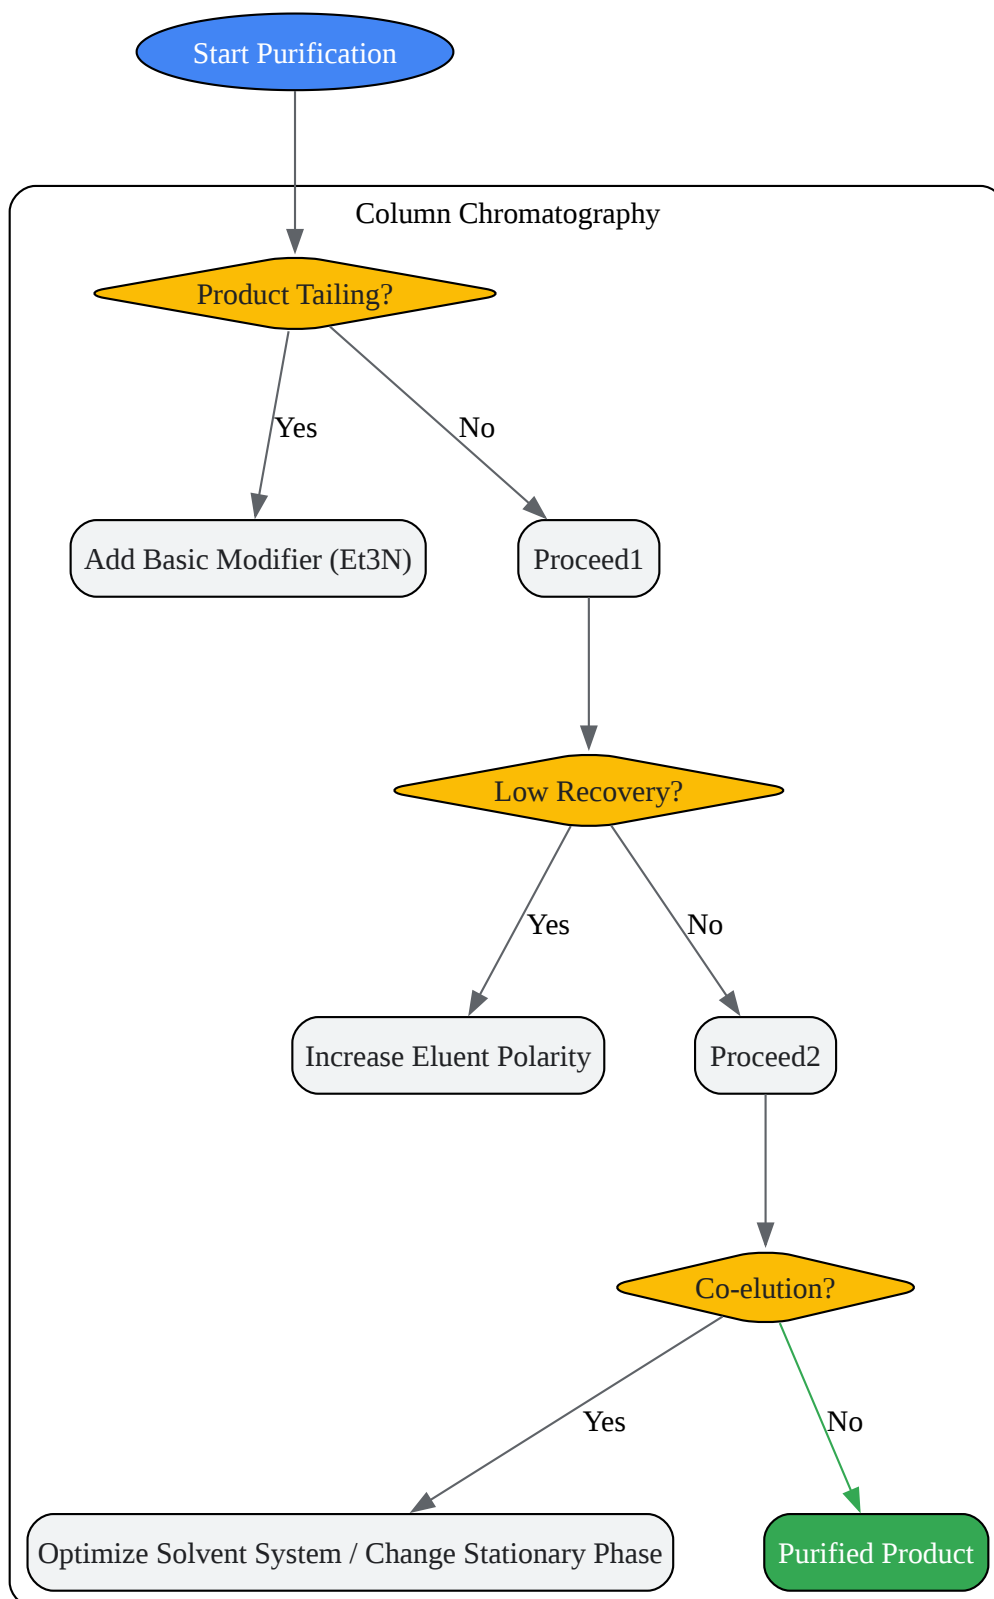 Start Purification
Column Chromatography
Product Tailing?
Yes
No
Add Basic Modifier (Et3N)
Proceed1
Low Recovery?
Yes
No
Increase Eluent Polarity
Proceed2
Co-elution?
Yes
No
Optimize Solvent System / Change Stationary Phase
Purified Product